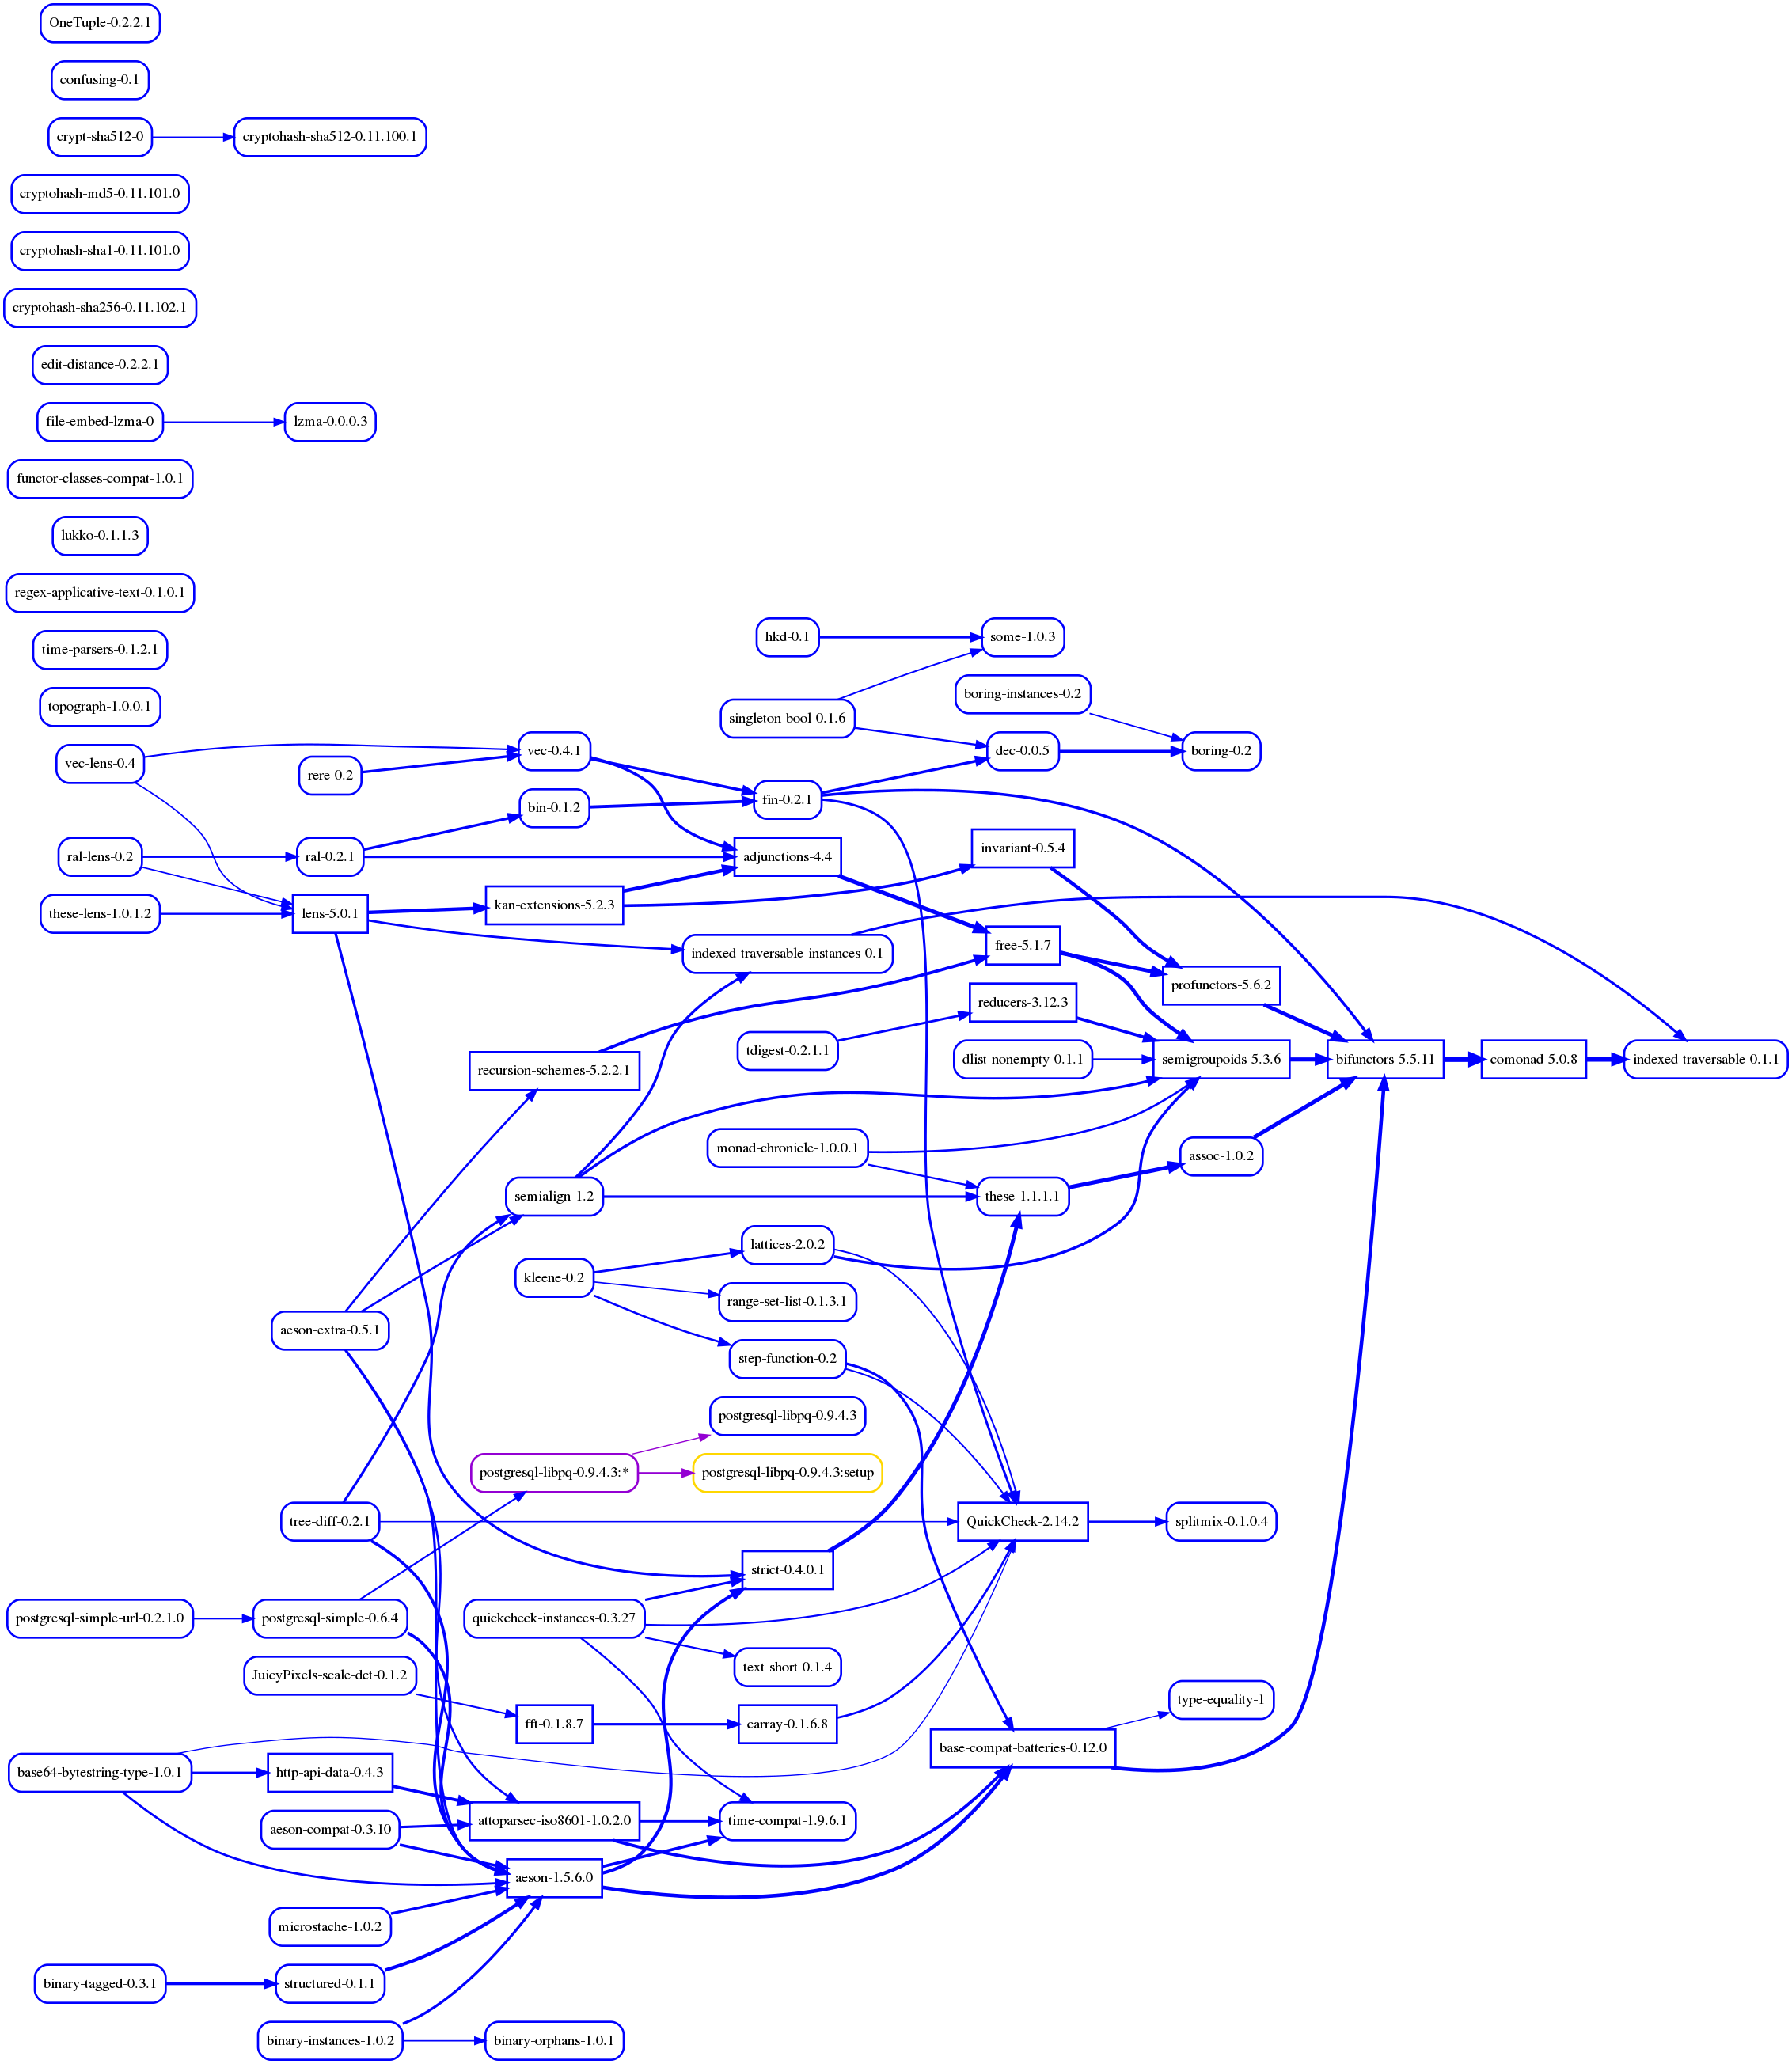 OneTuple-0.2.2.1
confusing-0.1
crypt-sha512-0
cryptohash-sha512-0.11.100.1
cryptohash-md5-0.11.101.0
cryptohash-sha1-0.11.101.0
cryptohash-sha256-0.11.102.1
edit-distance-0.2.2.1
file-embed-lzma-0
lzma-0.0.0.3
functor-classes-compat-1.0.1
lukko-0.1.1.3
regex-applicative-text-0.1.0.1
hkd-0.1
some-1.0.3
time-parsers-0.1.2.1
boring-instances-0.2
topograph-1.0.0.1
singleton-bool-0.1.6
vec-0.4.1
dec-0.0.5
boring-0.2
vec-lens-0.4
rere-0.2
fin-0.2.1
bin-0.1.2
invariant-0.5.4
ral-lens-0.2
ral-0.2.1
adjunctions-4.4
kan-extensions-5.2.3
these-lens-1.0.1.2
lens-5.0.1
free-5.1.7
indexed-traversable-instances-0.1
profunctors-5.6.2
reducers-3.12.3
tdigest-0.2.1.1
dlist-nonempty-0.1.1
semigroupoids-5.3.6
bifunctors-5.5.11
comonad-5.0.8
indexed-traversable-0.1.1
recursion-schemes-5.2.2.1
monad-chronicle-1.0.0.1
assoc-1.0.2
semialign-1.2
these-1.1.1.1
lattices-2.0.2
kleene-0.2
range-set-list-0.1.3.1
aeson-extra-0.5.1
step-function-0.2
postgresql-libpq-0.9.4.3
postgresql-libpq-0.9.4.3:*
postgresql-libpq-0.9.4.3:setup
tree-diff-0.2.1
QuickCheck-2.14.2
splitmix-0.1.0.4
strict-0.4.0.1
postgresql-simple-url-0.2.1.0
postgresql-simple-0.6.4
quickcheck-instances-0.3.27
text-short-0.1.4
JuicyPixels-scale-dct-0.1.2
type-equality-1
fft-0.1.8.7
carray-0.1.6.8
base-compat-batteries-0.12.0
base64-bytestring-type-1.0.1
http-api-data-0.4.3
attoparsec-iso8601-1.0.2.0
time-compat-1.9.6.1
aeson-compat-0.3.10
aeson-1.5.6.0
microstache-1.0.2
binary-tagged-0.3.1
structured-0.1.1
binary-instances-1.0.2
binary-orphans-1.0.1